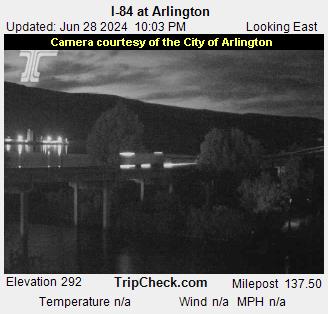 I-84 at Arlington
Updated: Jun 28 2024 10:03 PM Looking East
Camera courtesy of the City of Arlington
Elevation 292 TripCheck.com Milepost 137.50
Temperature n/a Wind n/a MPH n/a